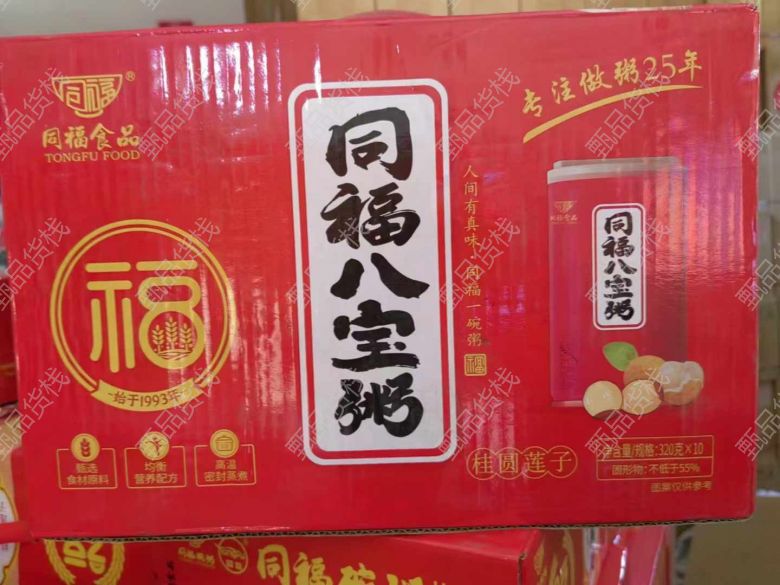 同福®
同福食品
TONGFU FOOD
专注做粥25年
同福八宝粥
人间有真味，同福一碗粥
福
同福
同福食品
同福八宝粥
福
始于1993年
甄选
食材原料
均衡
营养配方
高温
密封蒸煮
桂圆莲子
净含量/规格：320克×10
固形物：不低于55%
图案仅供参考
同福碗粥
甄品货栈